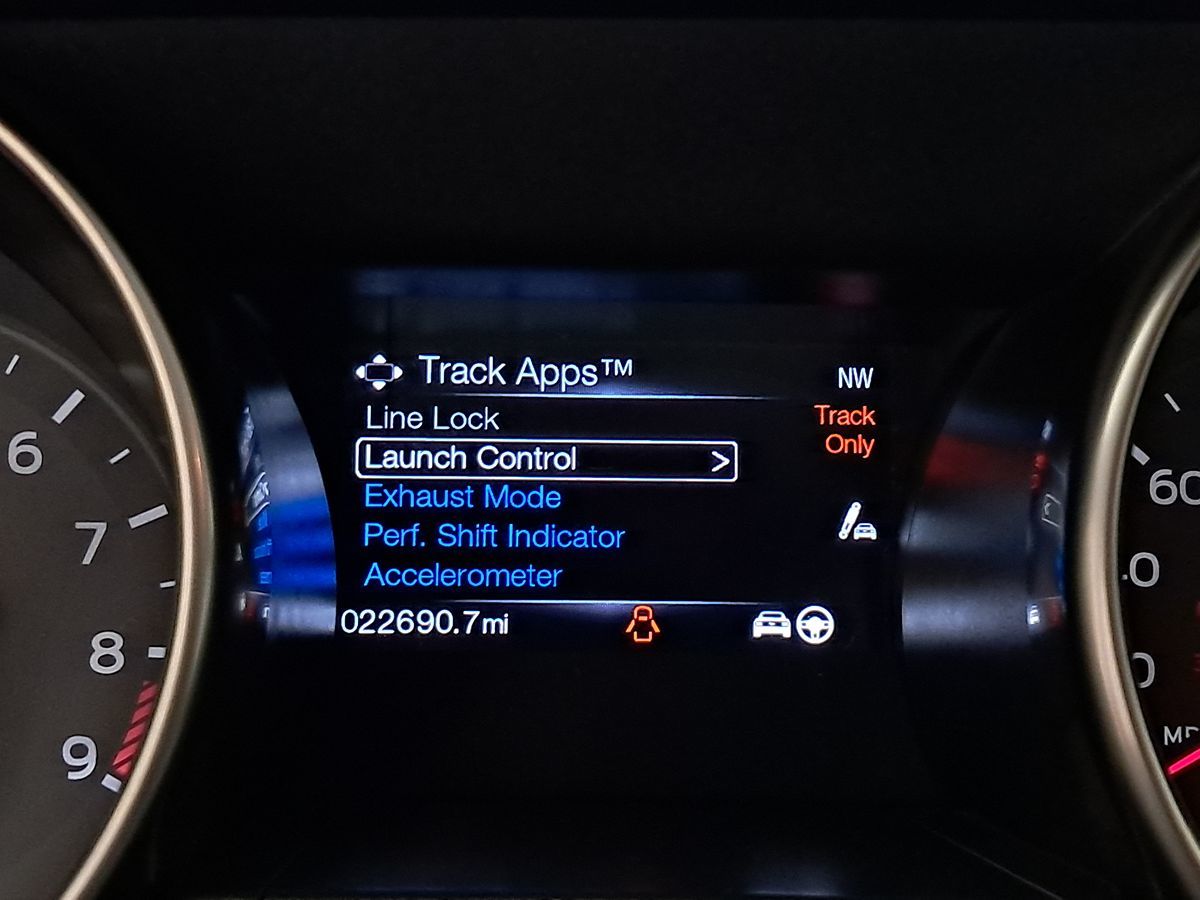 Track Apps™
NW
Line Lock
Track
Only
Launch Control >
Exhaust Mode
Perf. Shift Indicator
Accelerometer
022690.7mi
6
7
8
9
60